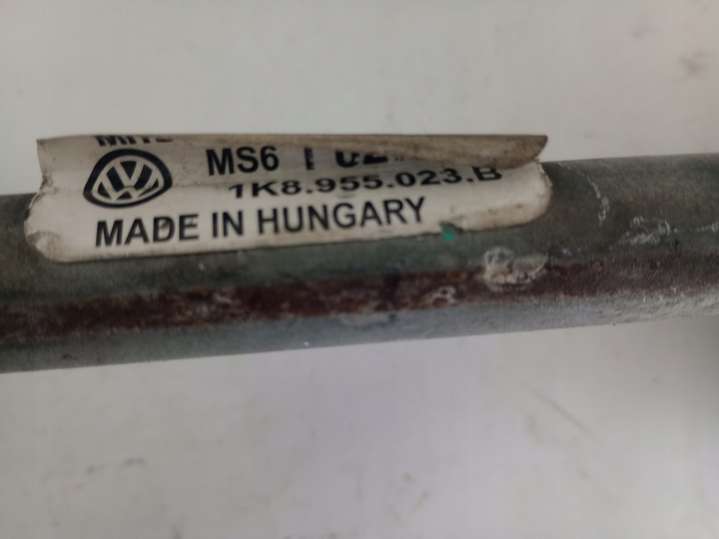 MS6
1K8.955.023.B
MADE IN HUNGARY